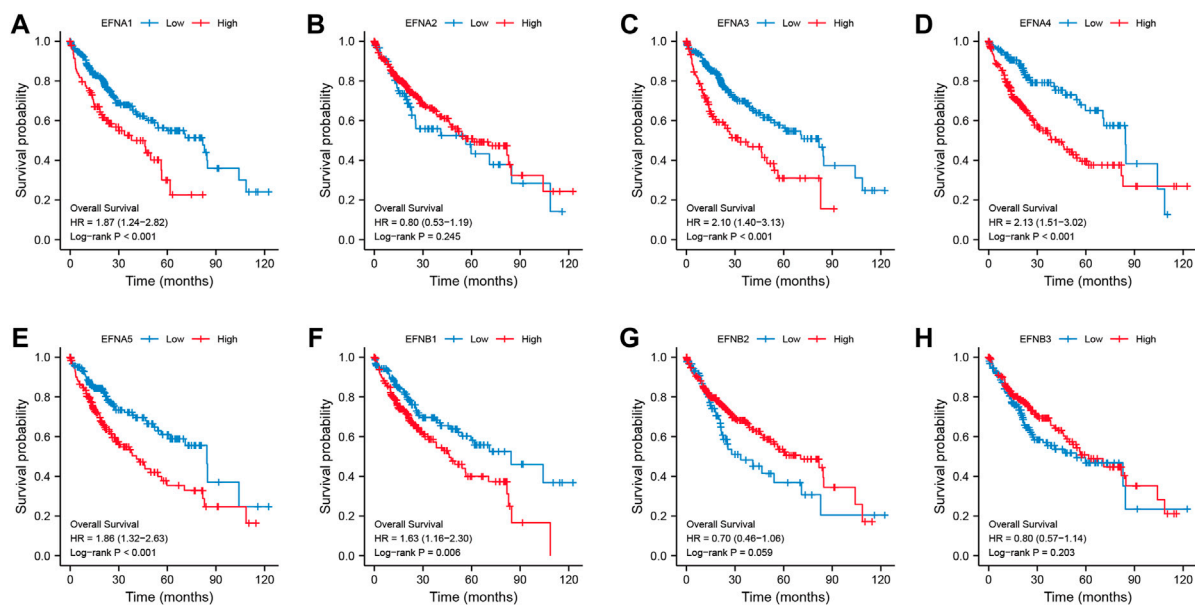 A
EFNA1 Low High
Survival probability
1.0
0.8
0.6
0.4
0.2
0.0
Overall Survival
HR = 1.87 (1.24−2.82)
Log-rank P < 0.001
0 30 60 90 120
Time (months)
B
EFNA2 Low High
Survival probability
1.0
0.8
0.6
0.4
0.2
0.0
Overall Survival
HR = 0.80 (0.53−1.19)
Log-rank P = 0.245
0 30 60 90 120
Time (months)
C
EFNA3 Low High
Survival probability
1.0
0.8
0.6
0.4
0.2
0.0
Overall Survival
HR = 2.10 (1.40−3.13)
Log-rank P < 0.001
0 30 60 90 120
Time (months)
D
EFNA4 Low High
Survival probability
1.0
0.8
0.6
0.4
0.2
0.0
Overall Survival
HR = 2.13 (1.51−3.02)
Log-rank P < 0.001
0 30 60 90 120
Time (months)
E
EFNA5 Low High
Survival probability
1.0
0.8
0.6
0.4
0.2
0.0
Overall Survival
HR = 1.86 (1.32−2.63)
Log-rank P < 0.001
0 30 60 90 120
Time (months)
F
EFNB1 Low High
Survival probability
1.0
0.8
0.6
0.4
0.2
0.0
Overall Survival
HR = 1.63 (1.16−2.30)
Log-rank P = 0.006
0 30 60 90 120
Time (months)
G
EFNB2 Low High
Survival probability
1.0
0.8
0.6
0.4
0.2
0.0
Overall Survival
HR = 0.70 (0.46−1.06)
Log-rank P = 0.059
0 30 60 90 120
Time (months)
H
EFNB3 Low High
Survival probability
1.0
0.8
0.6
0.4
0.2
0.0
Overall Survival
HR = 0.80 (0.57−1.14)
Log-rank P = 0.203
0 30 60 90 120
Time (months)